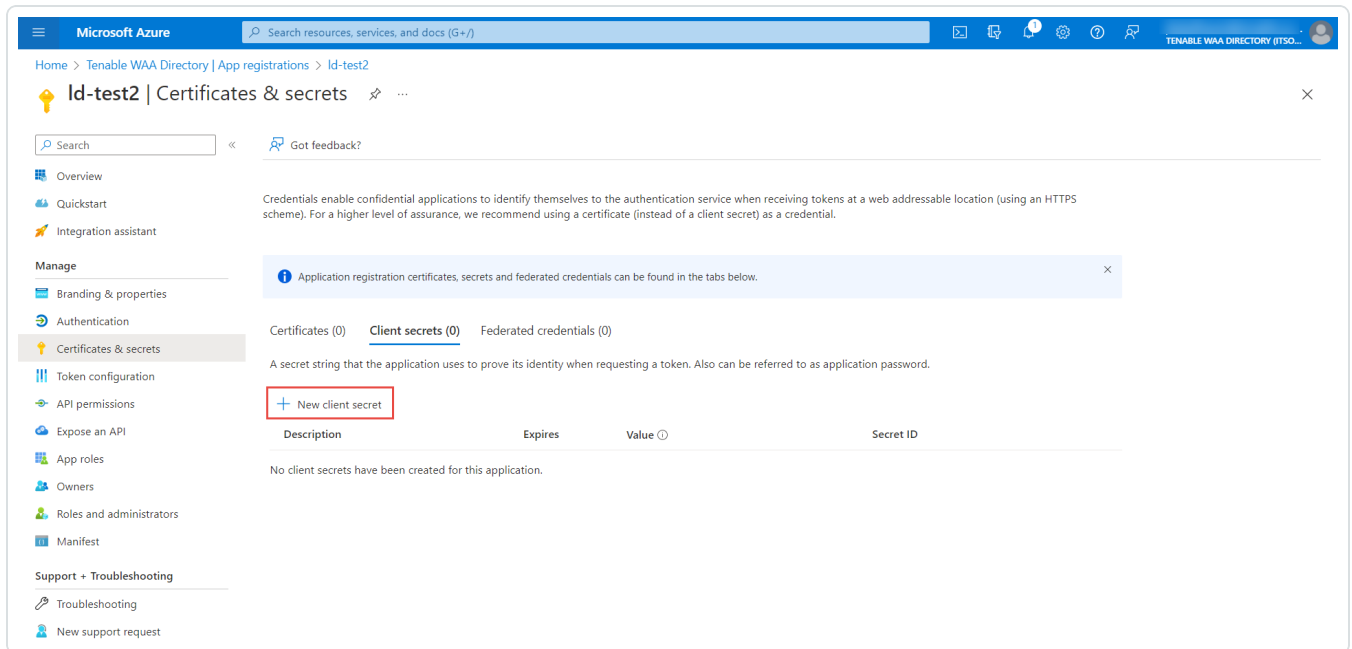 Microsoft Azure
Search resources, services, and docs (G+/)
1
TENABLE WAA DIRECTORY (ITSO...
Home > Tenable WAA Directory | App registrations > ld-test2
ld-test2 | Certificates & secrets
...
Search
«
Got feedback?
Overview
Quickstart
Integration assistant
Manage
Branding & properties
Authentication
Certificates & secrets
Token configuration
API permissions
Expose an API
App roles
Owners
Roles and administrators
Manifest
Support + Troubleshooting
Troubleshooting
New support request
Credentials enable confidential applications to identify themselves to the authentication service when receiving tokens at a web addressable location (using an HTTPS
scheme). For a higher level of assurance, we recommend using a certificate (instead of a client secret) as a credential.
Application registration certificates, secrets and federated credentials can be found in the tabs below.
Certificates (0) Client secrets (0) Federated credentials (0)
A secret string that the application uses to prove its identity when requesting a token. Also can be referred to as application password.
New client secret
Description Expires Value Secret ID
No client secrets have been created for this application.